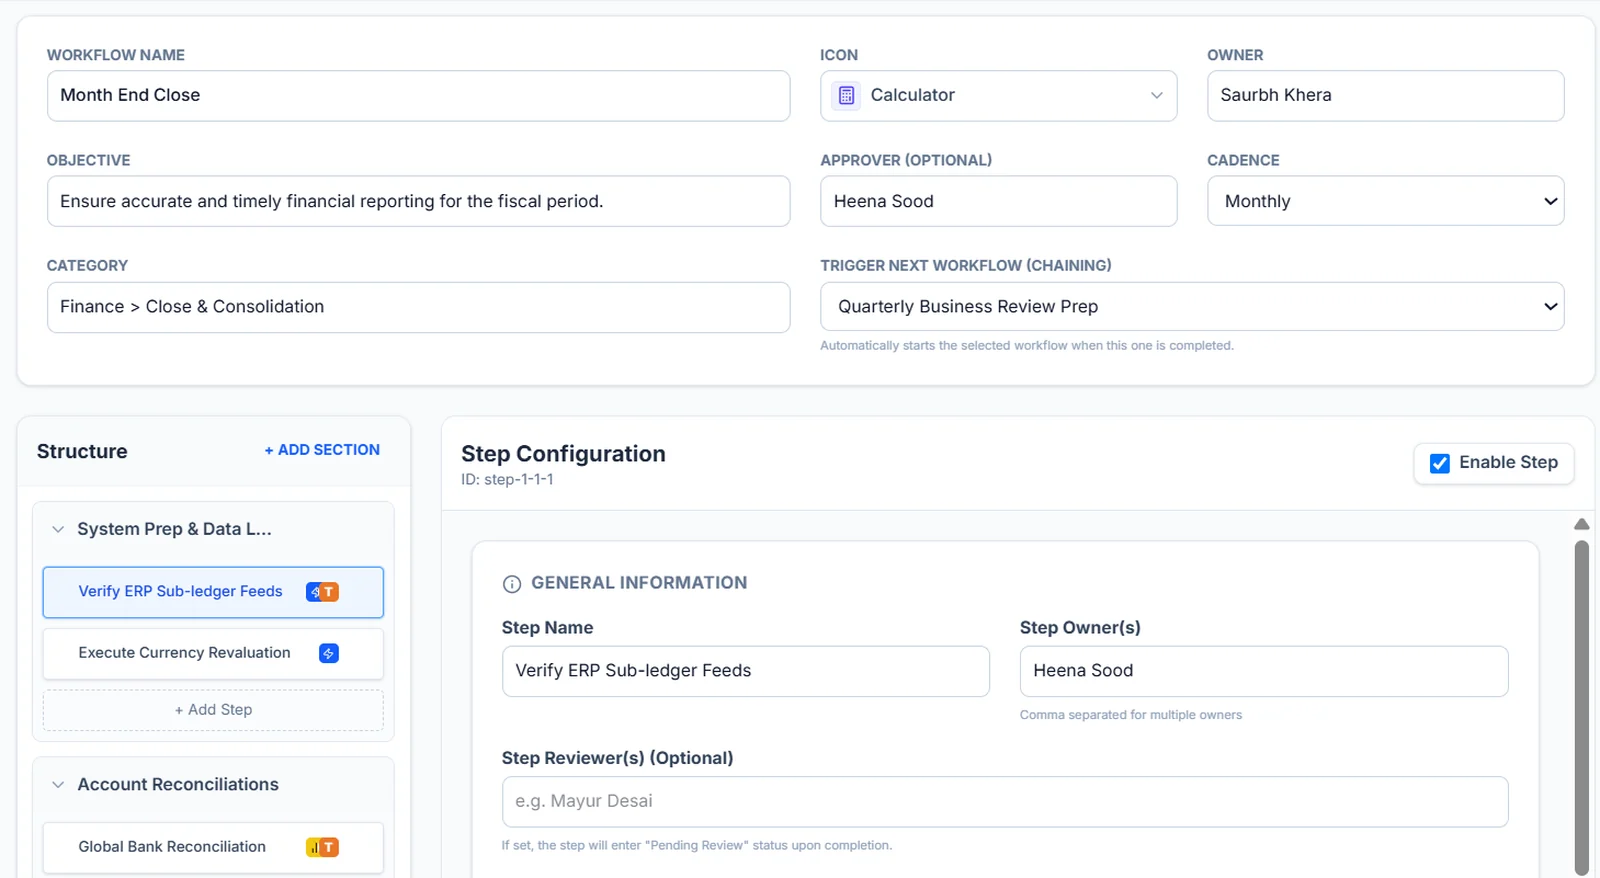 WORKFLOW NAME
Month End Close
ICON
Calculator
OWNER
Saurbh Khera
OBJECTIVE
Ensure accurate and timely financial reporting for the fiscal period.
APPROVER (OPTIONAL)
Heena Sood
CADENCE
Monthly
CATEGORY
Finance > Close & Consolidation
TRIGGER NEXT WORKFLOW (CHAINING)
Quarterly Business Review Prep
Automatically starts the selected workflow when this one is completed.
Structure
+ ADD SECTION
System Prep & Data L...
Verify ERP Sub-ledger Feeds
T
Execute Currency Revaluation
+ Add Step
Account Reconciliations
Global Bank Reconciliation
T
Step Configuration
ID: step-1-1-1
Enable Step
GENERAL INFORMATION
Step Name
Verify ERP Sub-ledger Feeds
Step Owner(s)
Heena Sood
Comma separated for multiple owners
Step Reviewer(s) (Optional)
e.g. Mayur Desai
If set, the step will enter "Pending Review" status upon completion.